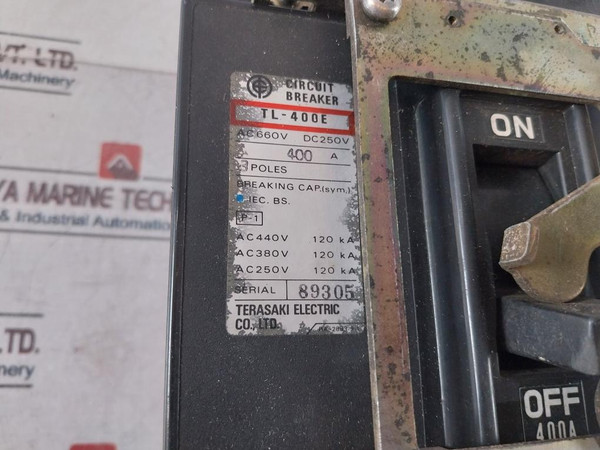 VT. LTD.
Machinery
YA MARINE TECH
& Industrial Automation
TD.
Machinery
CIRCUIT
BREAKER
TL-400E
AC660V DC250V
400 A
3 POLES
BREAKING CAP.(sym.)
IEC. BS.
P-1
AC440V 120 kA
AC380V 120 kA
AC250V 120 kA
SERIAL 89305
TERASAKI ELECTRIC
CO., LTD.
ON
OFF
400A